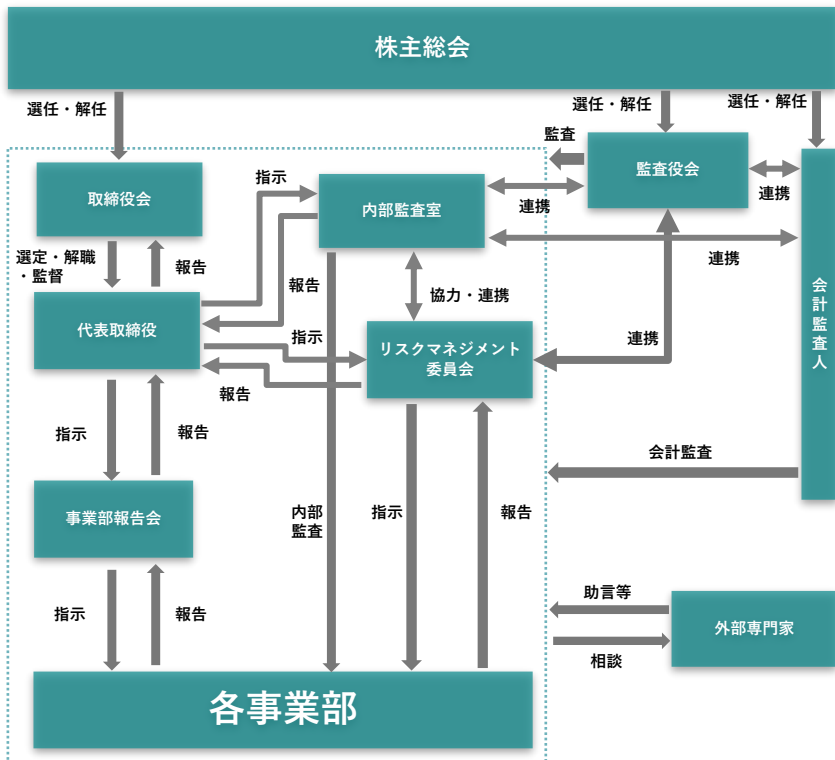 株主総会
選任・解任
選任・解任
選任・解任
監査
監査役会
取締役会
指示
内部監査室
連携
連携
選定・解職
・監督
報告
連携
報告
協力・連携
会計監査人
代表取締役
指示
連携
リスクマネジメント
委員会
報告
指示
報告
会計監査
事業部報告会
内部
監査
指示
報告
助言等
指示
報告
外部専門家
相談
各事業部